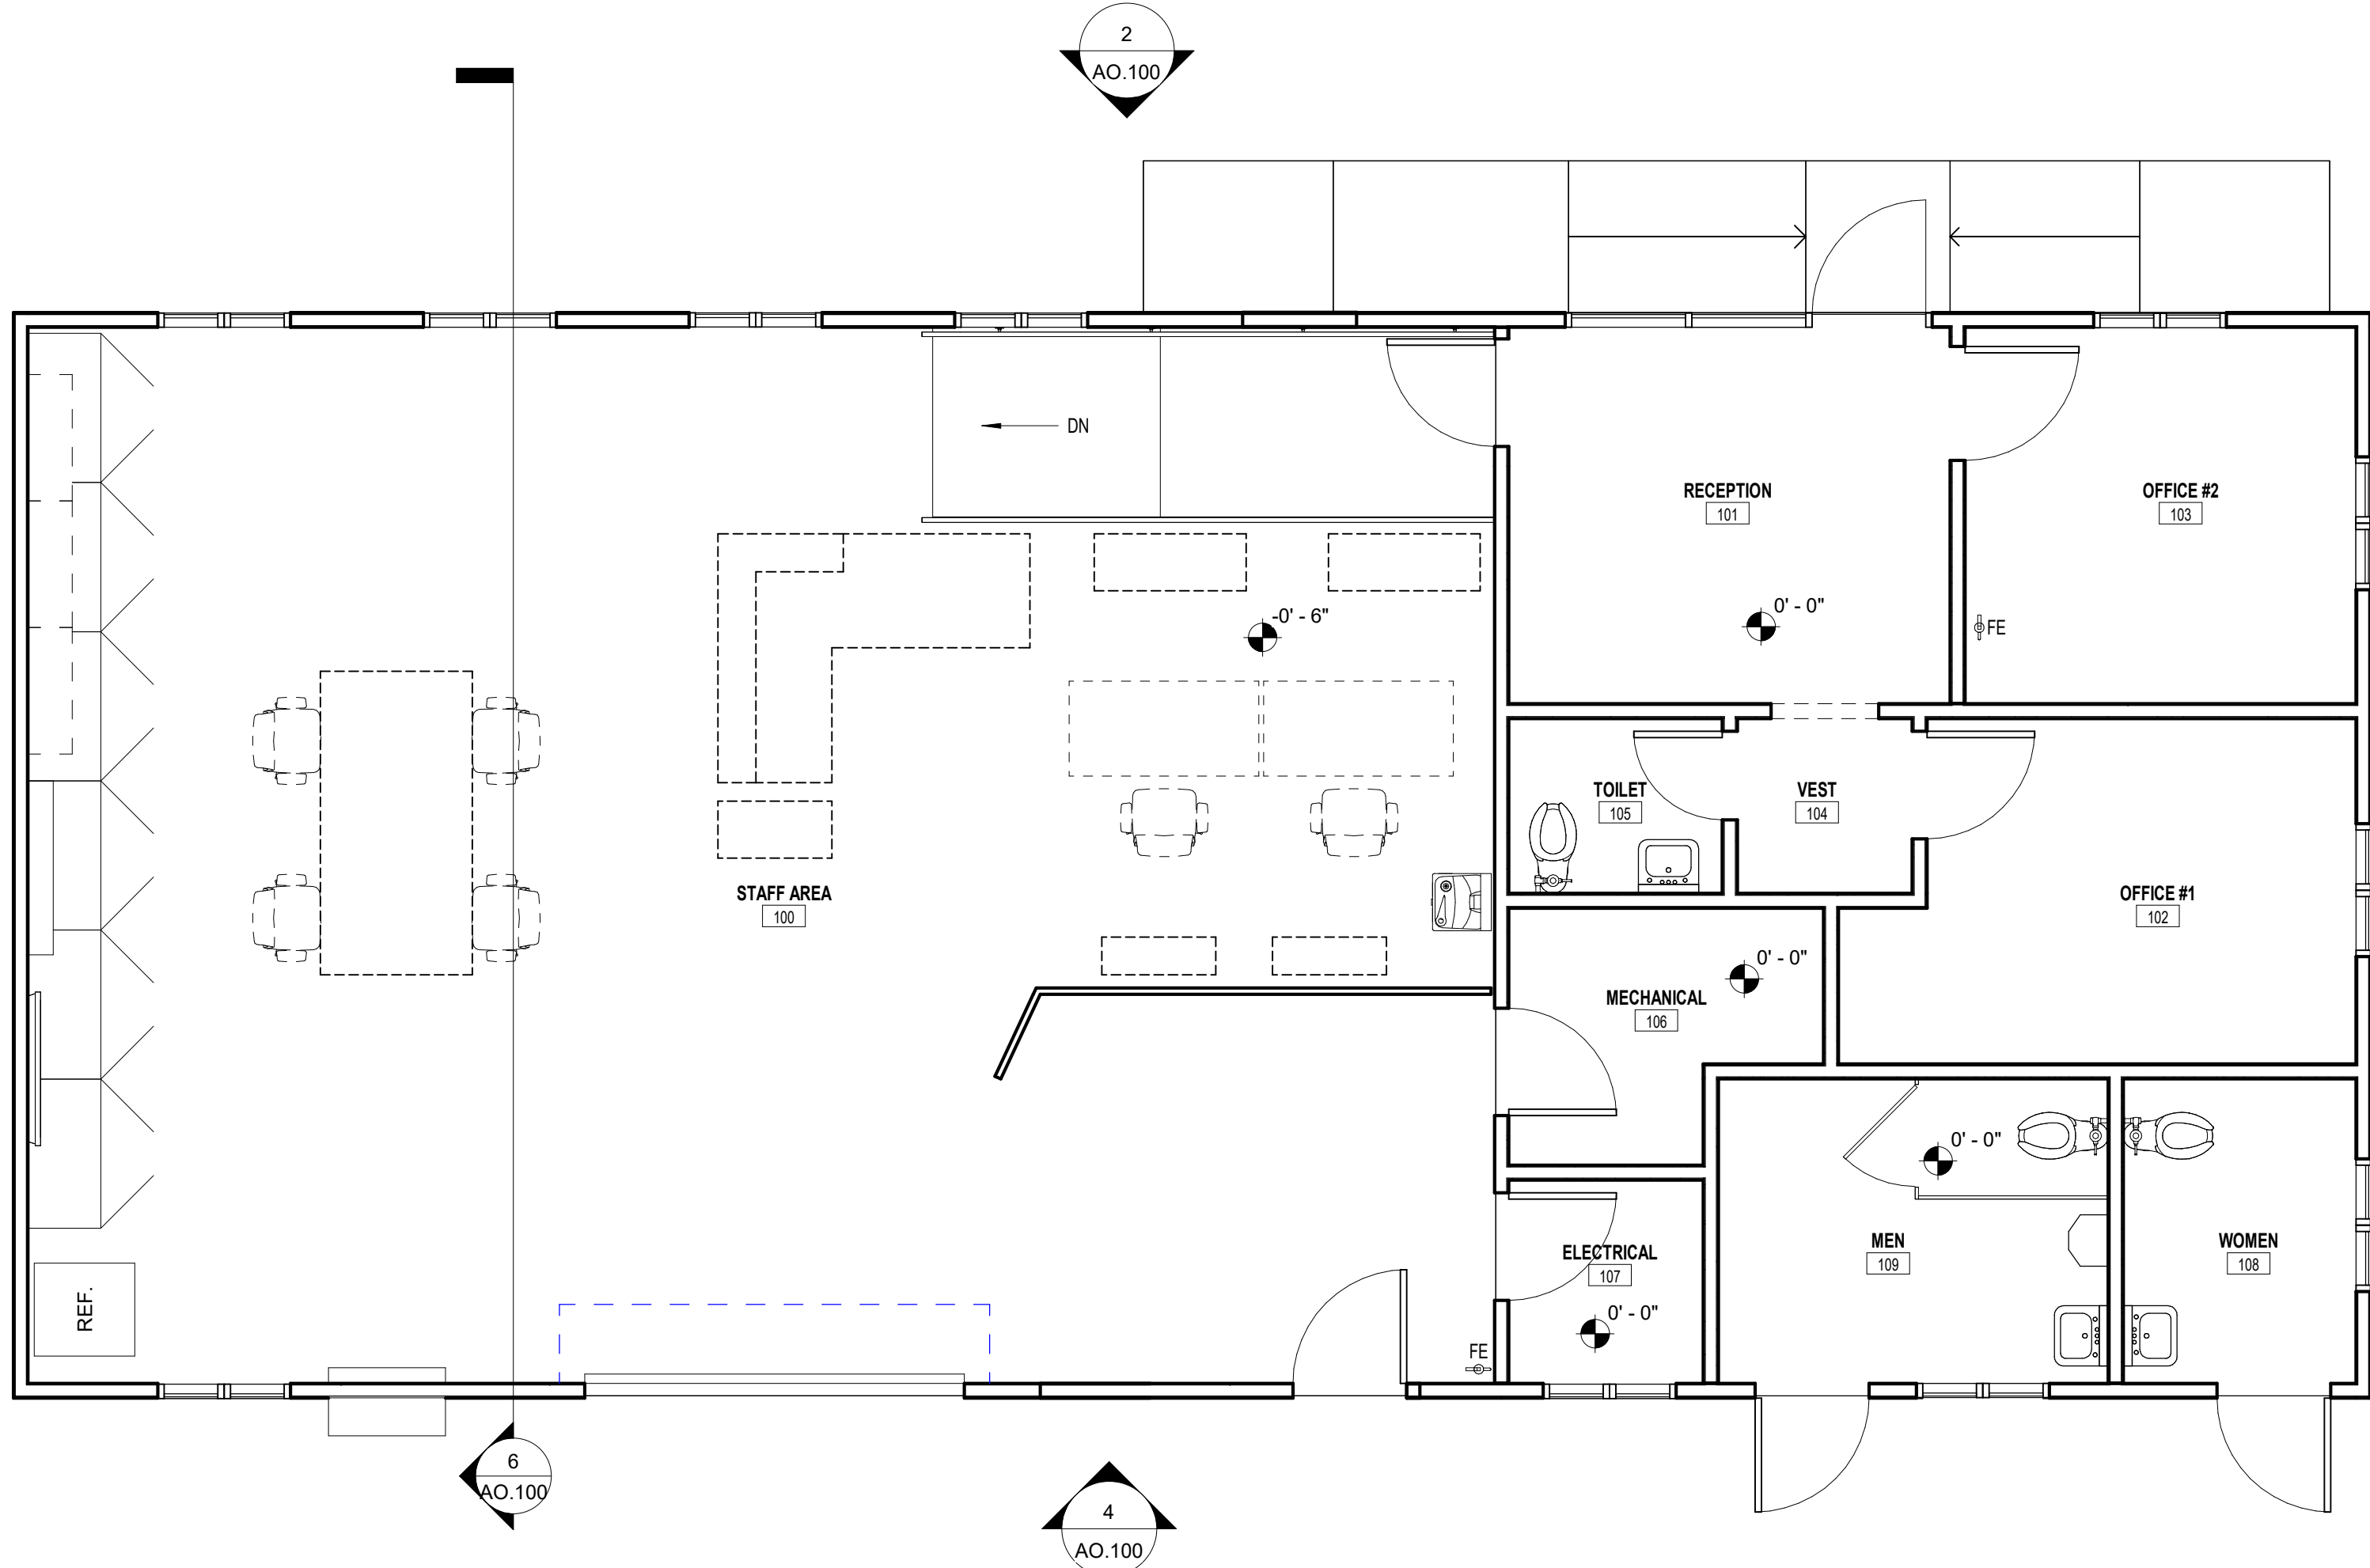 2
AO.100
DN
RECEPTION
101
OFFICE #2
103
-0' - 6"
0' - 0"
FE
TOILET
105
VEST
104
STAFF AREA
100
OFFICE #1
102
0' - 0"
MECHANICAL
106
0' - 0"
REF.
ELECTRICAL
107
0' - 0"
MEN
109
WOMEN
108
FE
6
AO.100
4
AO.100